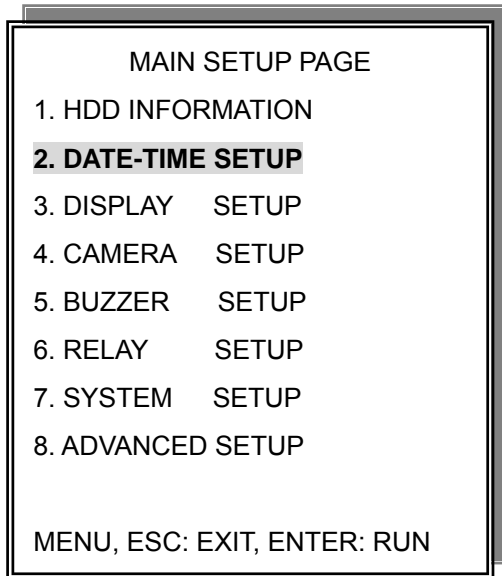 MAIN SETUP PAGE
1. HDD INFORMATION
2. DATE-TIME SETUP
3. DISPLAY SETUP
4. CAMERA SETUP
5. BUZZER SETUP
6. RELAY SETUP
7. SYSTEM SETUP
8. ADVANCED SETUP
MENU, ESC: EXIT, ENTER: RUN